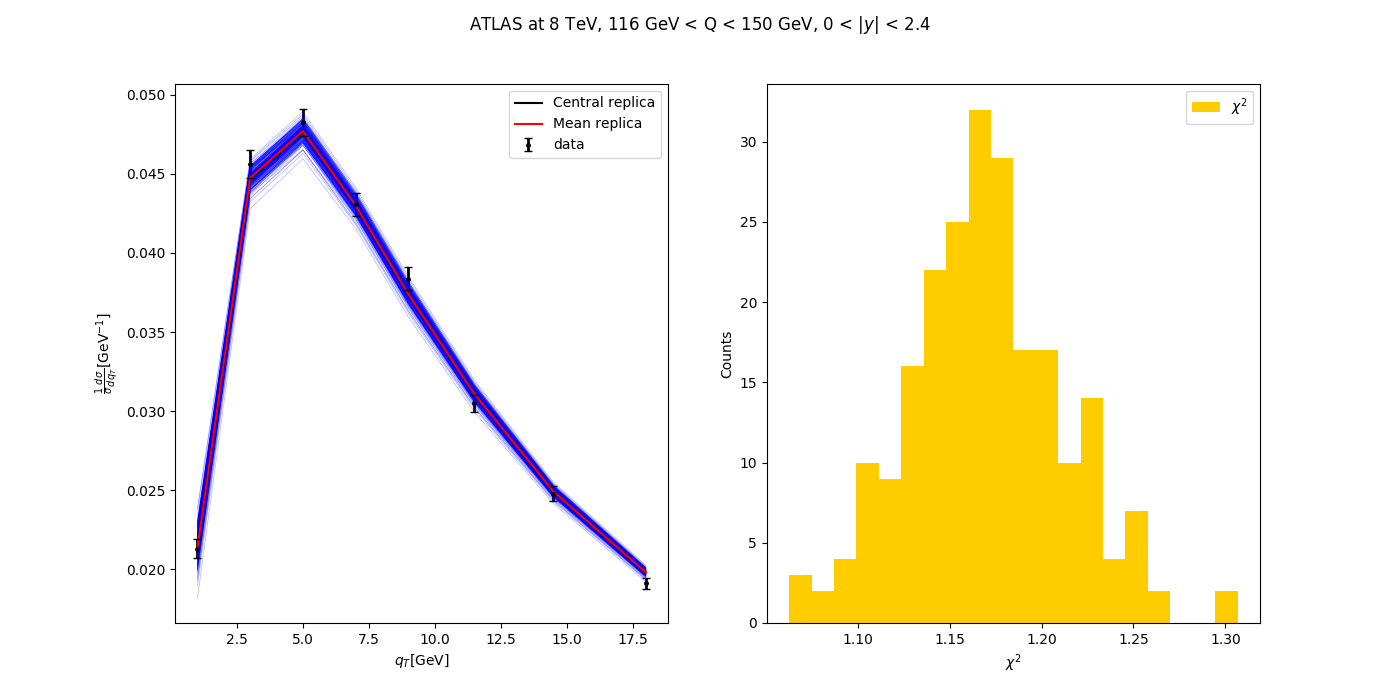 ATLAS at 8 TeV, 116 GeV < Q < 150 GeV, 0 < |y| < 2.4
0.050
0.045
0.040
0.035
0.030
0.025
0.020
1/σ dσ/dq_T [GeV⁻¹]
2.5 5.0 7.5 10.0 12.5 15.0 17.5
q_T[GeV]
Central replica
Mean replica
data
30
25
20
15
10
5
0
Counts
1.10 1.15 1.20 1.25 1.30
χ²
χ²